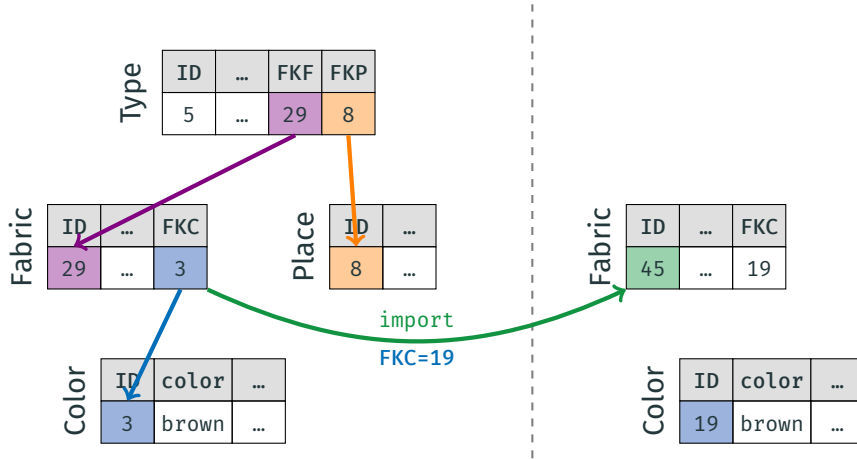 Type
ID … FKF FKP
5 … 29 8
Fabric
ID … FKC
29 … 3
Place
ID …
8 …
Fabric
ID … FKC
45 … 19
import
FKC=19
Color
ID color …
3 brown …
Color
ID color …
19 brown …